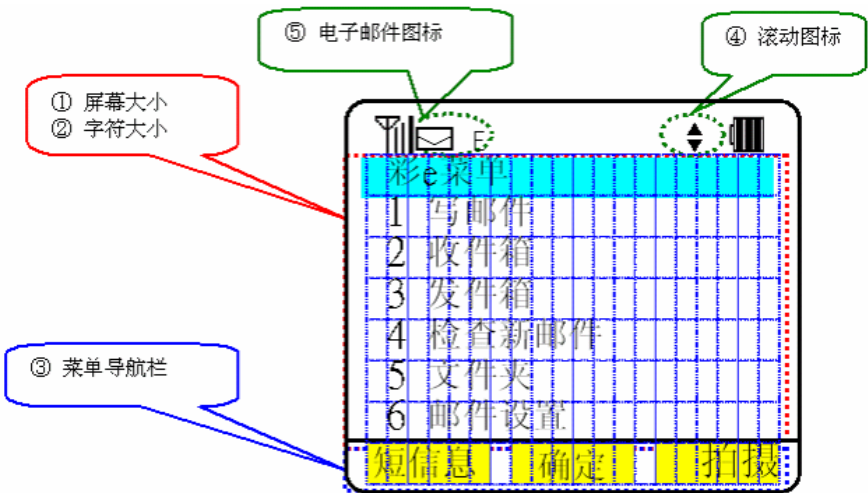 ⑤ 电子邮件图标
④ 滚动图标
① 屏幕大小
② 字符大小
E
彩e菜单
1 写邮件
2 收件箱
3 发件箱
4 检查新邮件
5 文件夹
6 邮件设置
③ 菜单导航栏
短信息 确定 拍摄